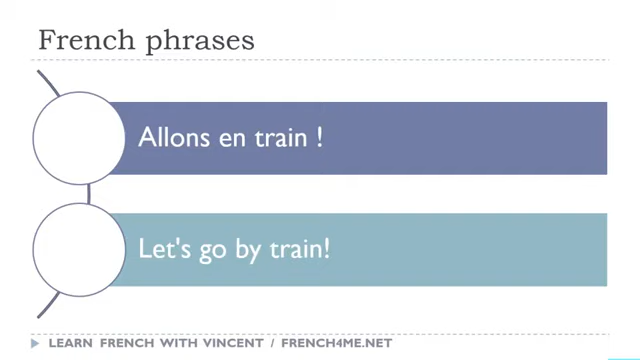 French phrases
Allons en train !
Let's go by train!
LEARN FRENCH WITH VINCENT / FRENCH4ME.NET